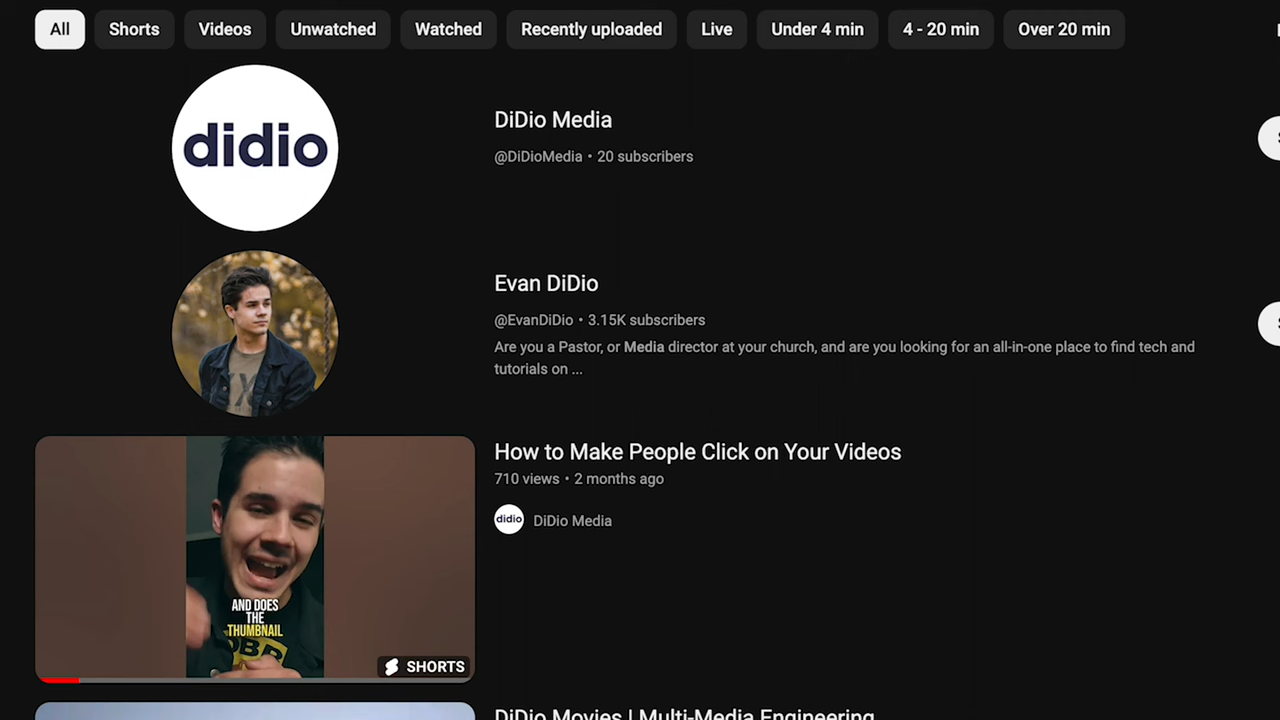 All
Shorts
Videos
Unwatched
Watched
Recently uploaded
Live
Under 4 min
4 - 20 min
Over 20 min
didio
DiDio Media
@DiDioMedia • 20 subscribers
Evan DiDio
@EvanDiDio • 3.15K subscribers
Are you a Pastor, or Media director at your church, and are you looking for an all-in-one place to find tech and
tutorials on ...
AND DOES
THE
THUMBNAIL
SHORTS
How to Make People Click on Your Videos
710 views • 2 months ago
didio
DiDio Media
DiDio Movies | Multi-Media Engineering